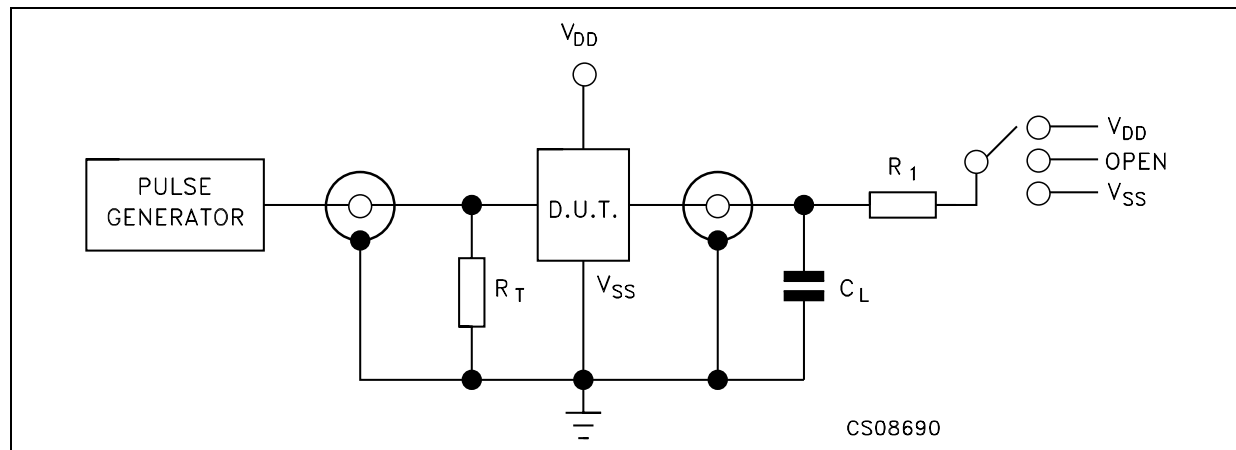 VDD
PULSE
GENERATOR
D.U.T.
RT
VSS
CL
R1
VDD
OPEN
VSS
CS08690